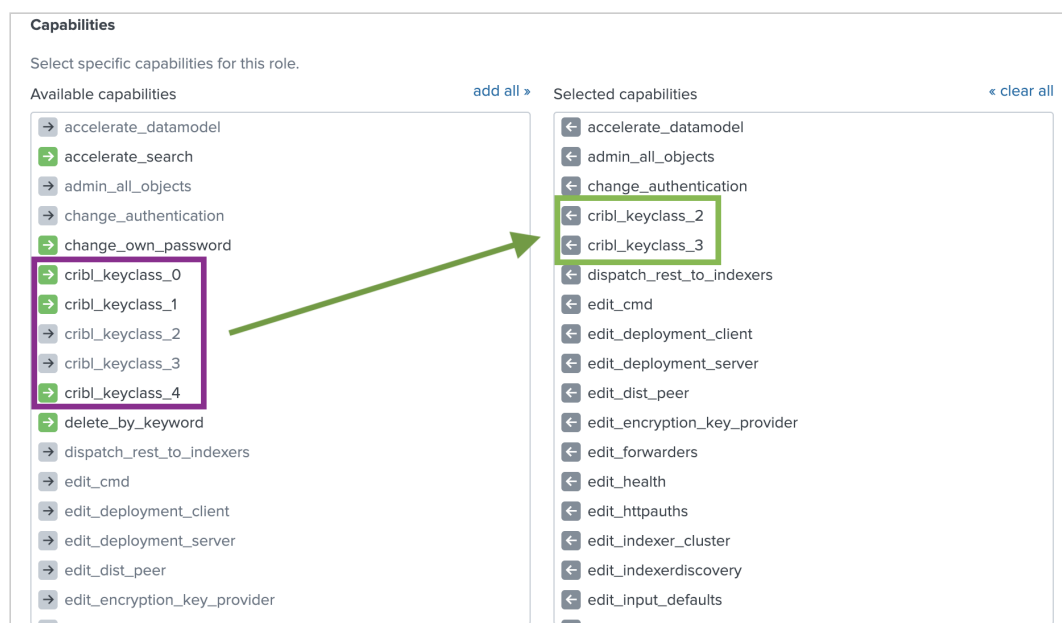 Capabilities
Select specific capabilities for this role.
Available capabilities
add all »
accelerate_datamodel
accelerate_search
admin_all_objects
change_authentication
change_own_password
cribl_keyclass_0
cribl_keyclass_1
cribl_keyclass_2
cribl_keyclass_3
cribl_keyclass_4
delete_by_keyword
dispatch_rest_to_indexers
edit_cmd
edit_deployment_client
edit_deployment_server
edit_dist_peer
edit_encryption_key_provider
Selected capabilities
« clear all
accelerate_datamodel
admin_all_objects
change_authentication
cribl_keyclass_2
cribl_keyclass_3
dispatch_rest_to_indexers
edit_cmd
edit_deployment_client
edit_deployment_server
edit_dist_peer
edit_encryption_key_provider
edit_forwarders
edit_health
edit_httpauths
edit_indexer_cluster
edit_indexerdiscovery
edit_input_defaults